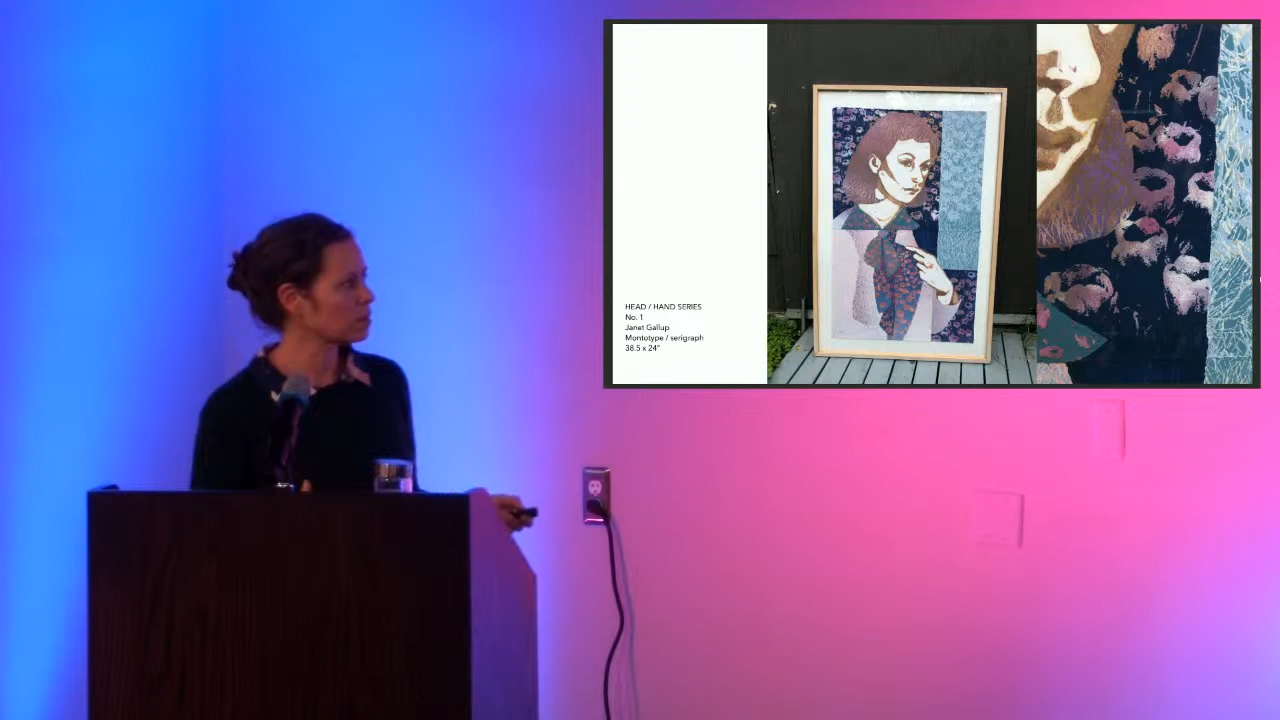 HEAD / HAND SERIES
No. 1
Janet Gallup
Montotype / serigraph
38.5 x 24"